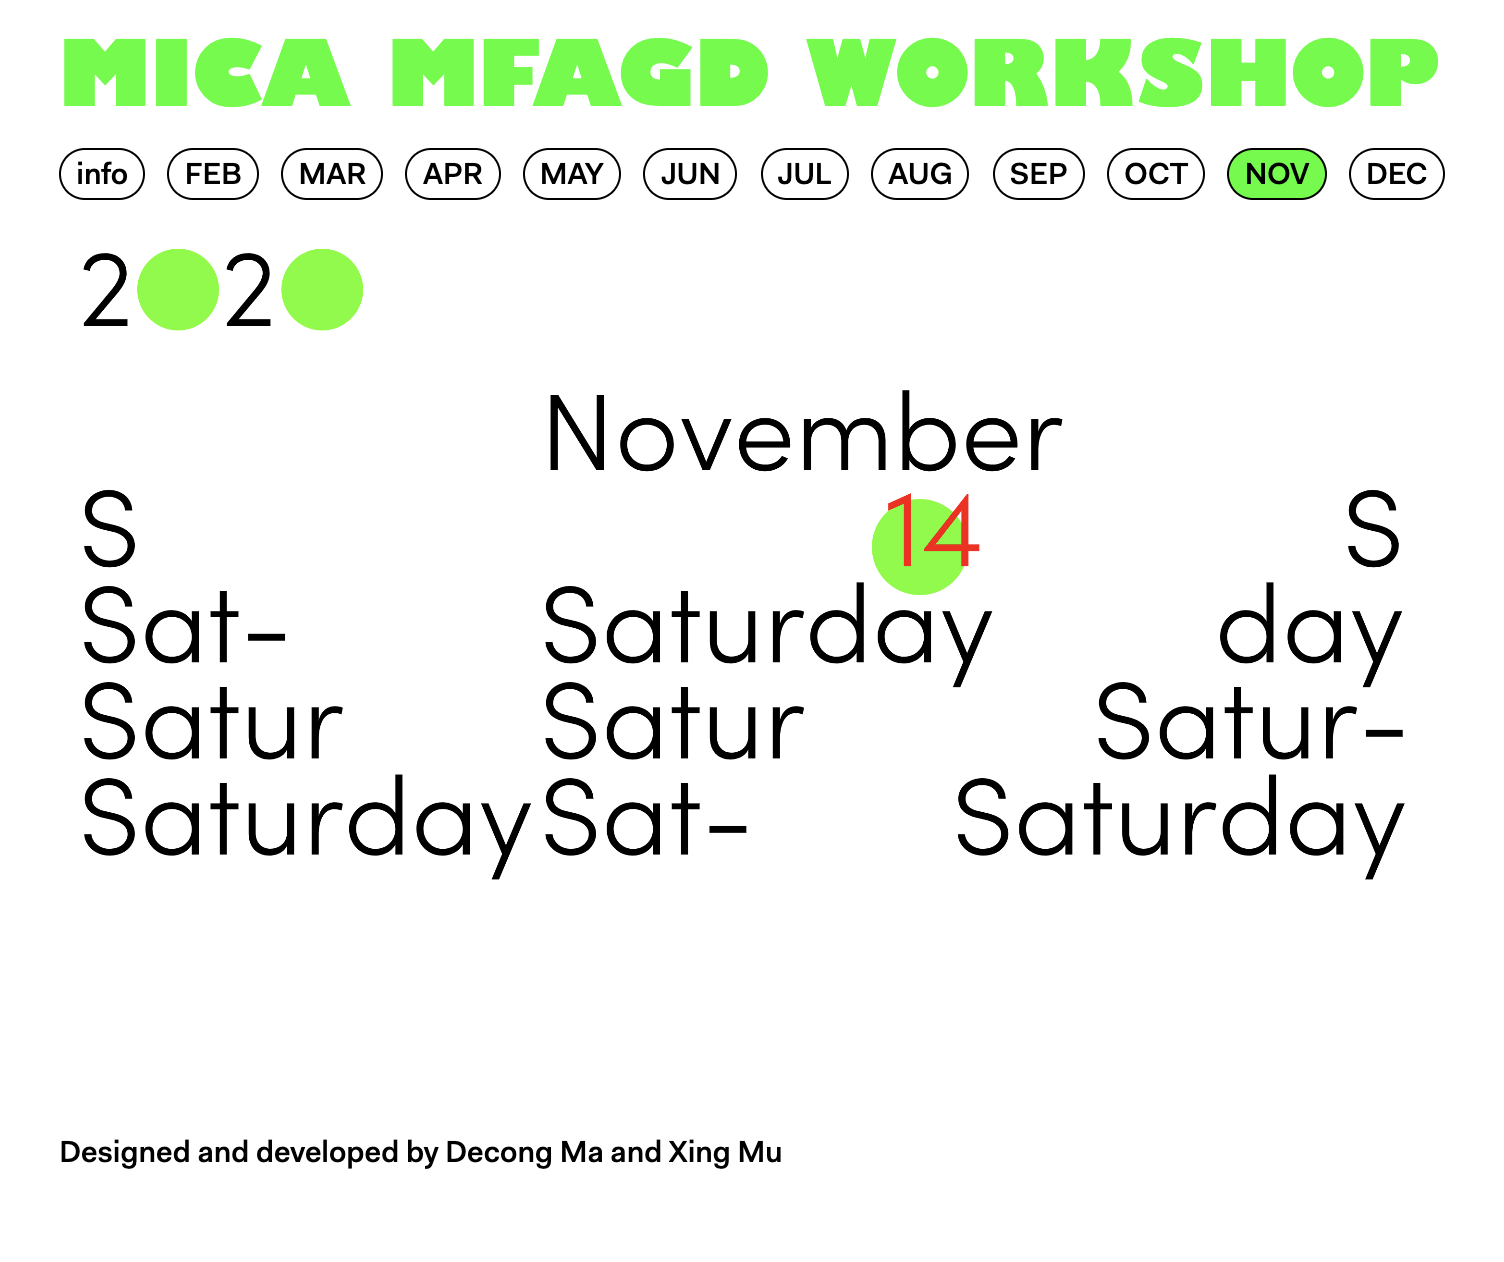 MICA MFAGD WORKSHOP
info FEB MAR APR MAY JUN JUL AUG SEP OCT NOV DEC
2020
November
S 14 S
Sat- Saturday day
Satur Satur Satur-
Saturday Sat- Saturday
Designed and developed by Decong Ma and Xing Mu